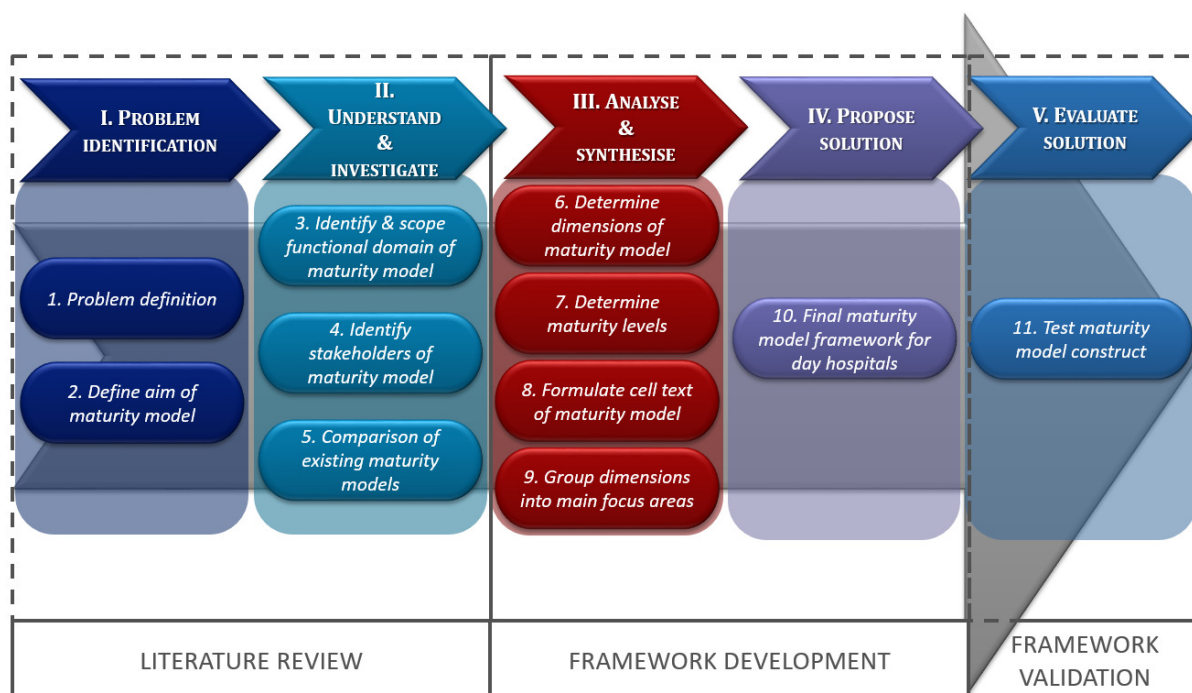 I. PROBLEM
IDENTIFICATION
II.
UNDERSTAND
&
INVESTIGATE
III. ANALYSE
&
SYNTHESISE
IV. PROPOSE
SOLUTION
V. EVALUATE
SOLUTION
1. Problem definition
2. Define aim of
maturity model
3. Identify & scope
functional domain of
maturity model
4. Identify
stakeholders of
maturity model
5. Comparison of
existing maturity
models
6. Determine
dimensions of
maturity model
7. Determine
maturity levels
8. Formulate cell text
of maturity model
9. Group dimensions
into main focus areas
10. Final maturity
model framework for
day hospitals
11. Test maturity
model construct
LITERATURE REVIEW
FRAMEWORK DEVELOPMENT
FRAMEWORK
VALIDATION